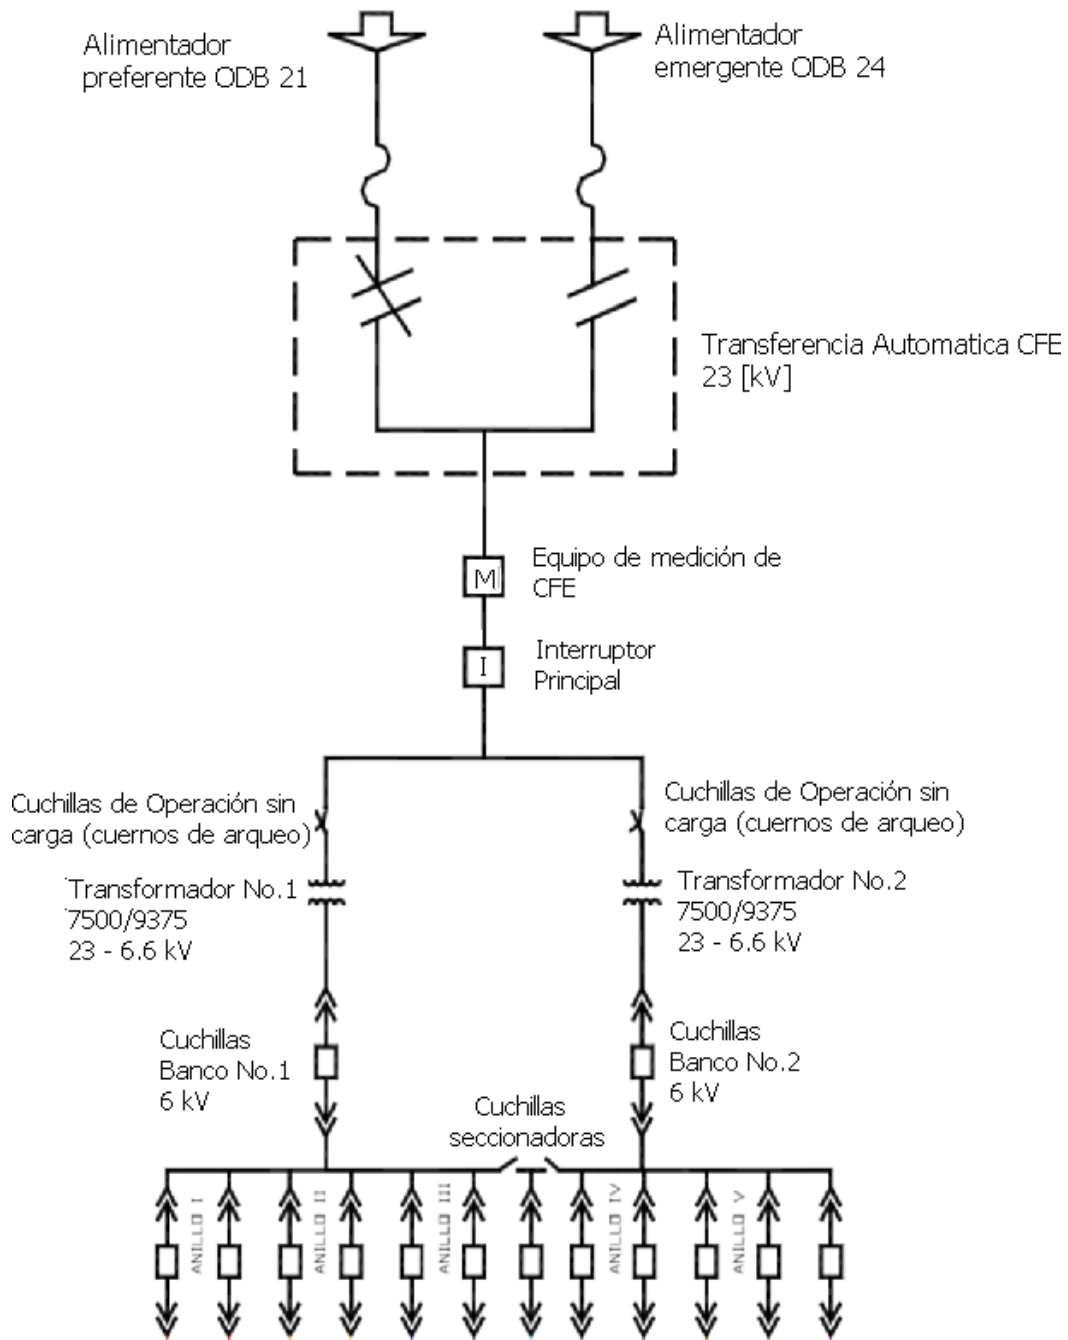 Alimentador
preferente ODB 21
Alimentador
emergente ODB 24
Transferencia Automatica CFE
23 [kV]
M
Equipo de medición de
CFE
I
Interruptor
Principal
Cuchillas de Operación sin
carga (cuernos de arqueo)
Cuchillas de Operación sin
carga (cuernos de arqueo)
Transformador No.1
7500/9375
23 - 6.6 kV
Transformador No.2
7500/9375
23 - 6.6 kV
Cuchillas
Banco No.1
6 kV
Cuchillas
Banco No.2
6 kV
Cuchillas
seccionadoras
ANILLO I
ANILLO II
ANILLO III
ANILLO IV
ANILLO V